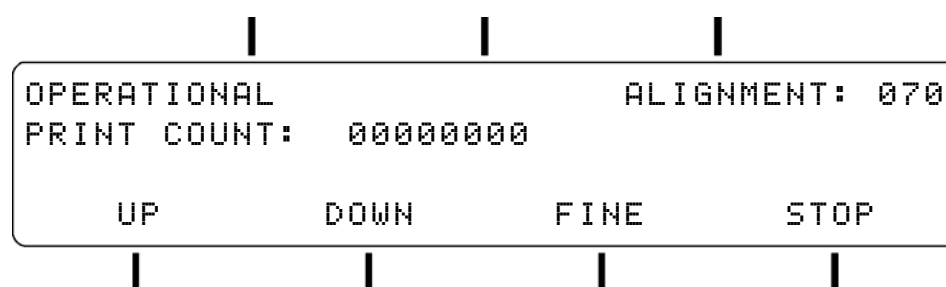 OPERATIONAL ALIGNMENT: 070
PRINT COUNT: 00000000
UP DOWN FINE STOP